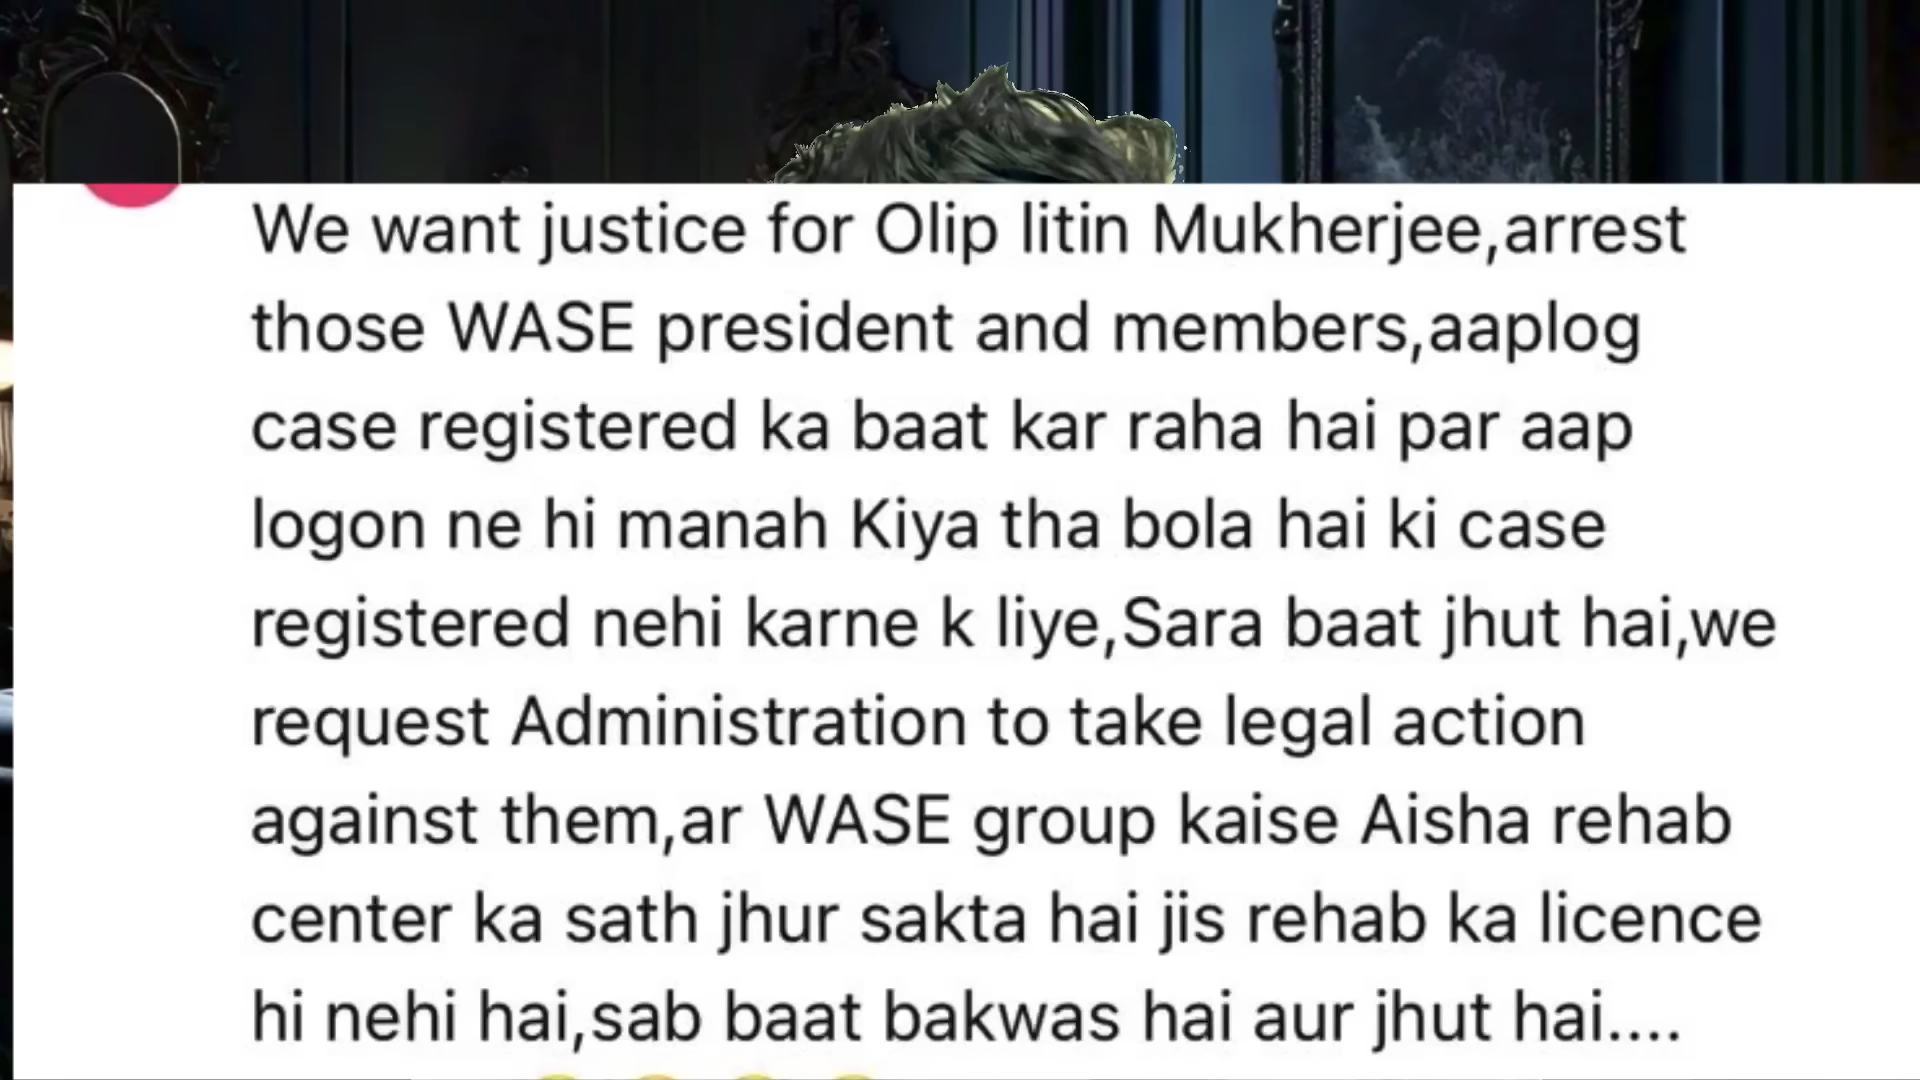 We want justice for Olip litin Mukherjee,arrest
those WASE president and members,aaplog
case registered ka baat kar raha hai par aap
logon ne hi manah Kiya tha bola hai ki case
registered nehi karne k liye,Sara baat jhut hai,we
request Administration to take legal action
against them,ar WASE group kaise Aisha rehab
center ka sath jhur sakta hai jis rehab ka licence
hi nehi hai,sab baat bakwas hai aur jhut hai....